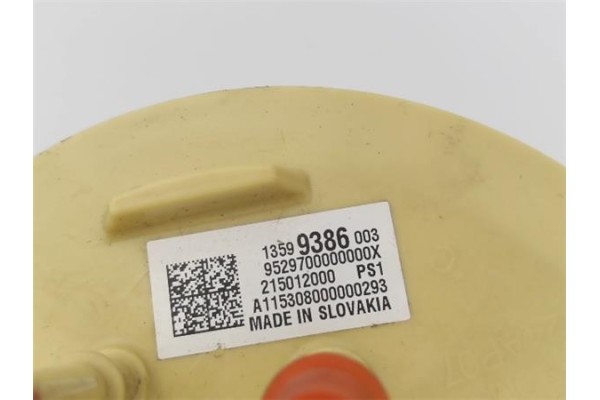 1359 9386 003
9529700000000X
215012000 PS1
A115308000000293
MADE IN SLOVAKIA